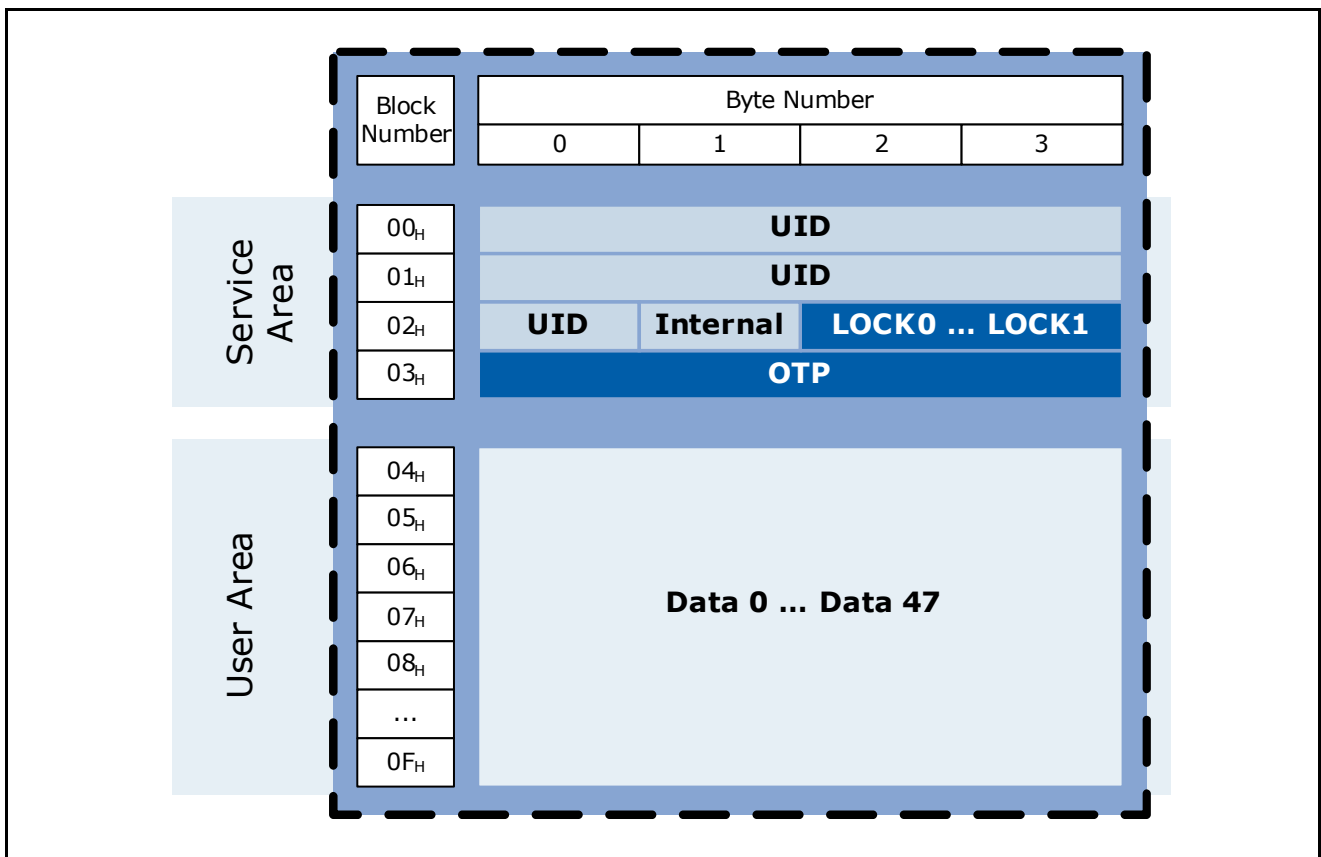 Block
Number
Byte Number
0 1 2 3
Service
Area
00H UID
01H UID
02H UID Internal LOCK0 ... LOCK1
03H OTP
User Area
04H
05H
06H
07H
08H
...
0FH
Data 0 ... Data 47